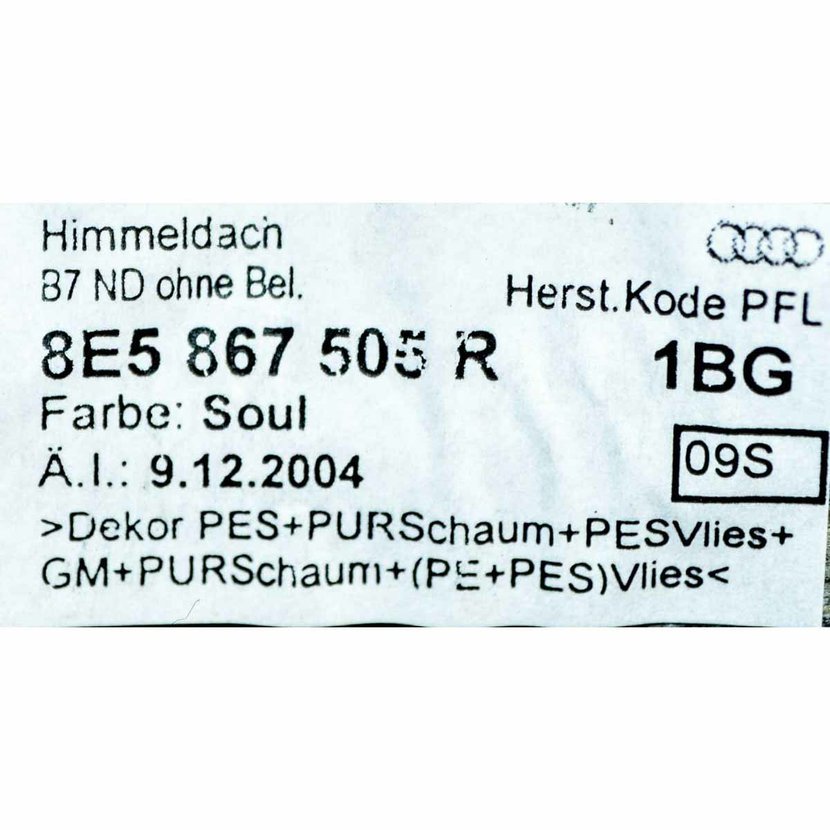 Himmeldach
B7 ND ohne Bel.
Herst.Kode PFL
8E5 867 505 R
1BG
Farbe: Soul
Ä.I.: 9.12.2004
09S
>Dekor PES+PURSchaum+PESVlies+
GM+PURSchaum+(PE+PES)Vlies<